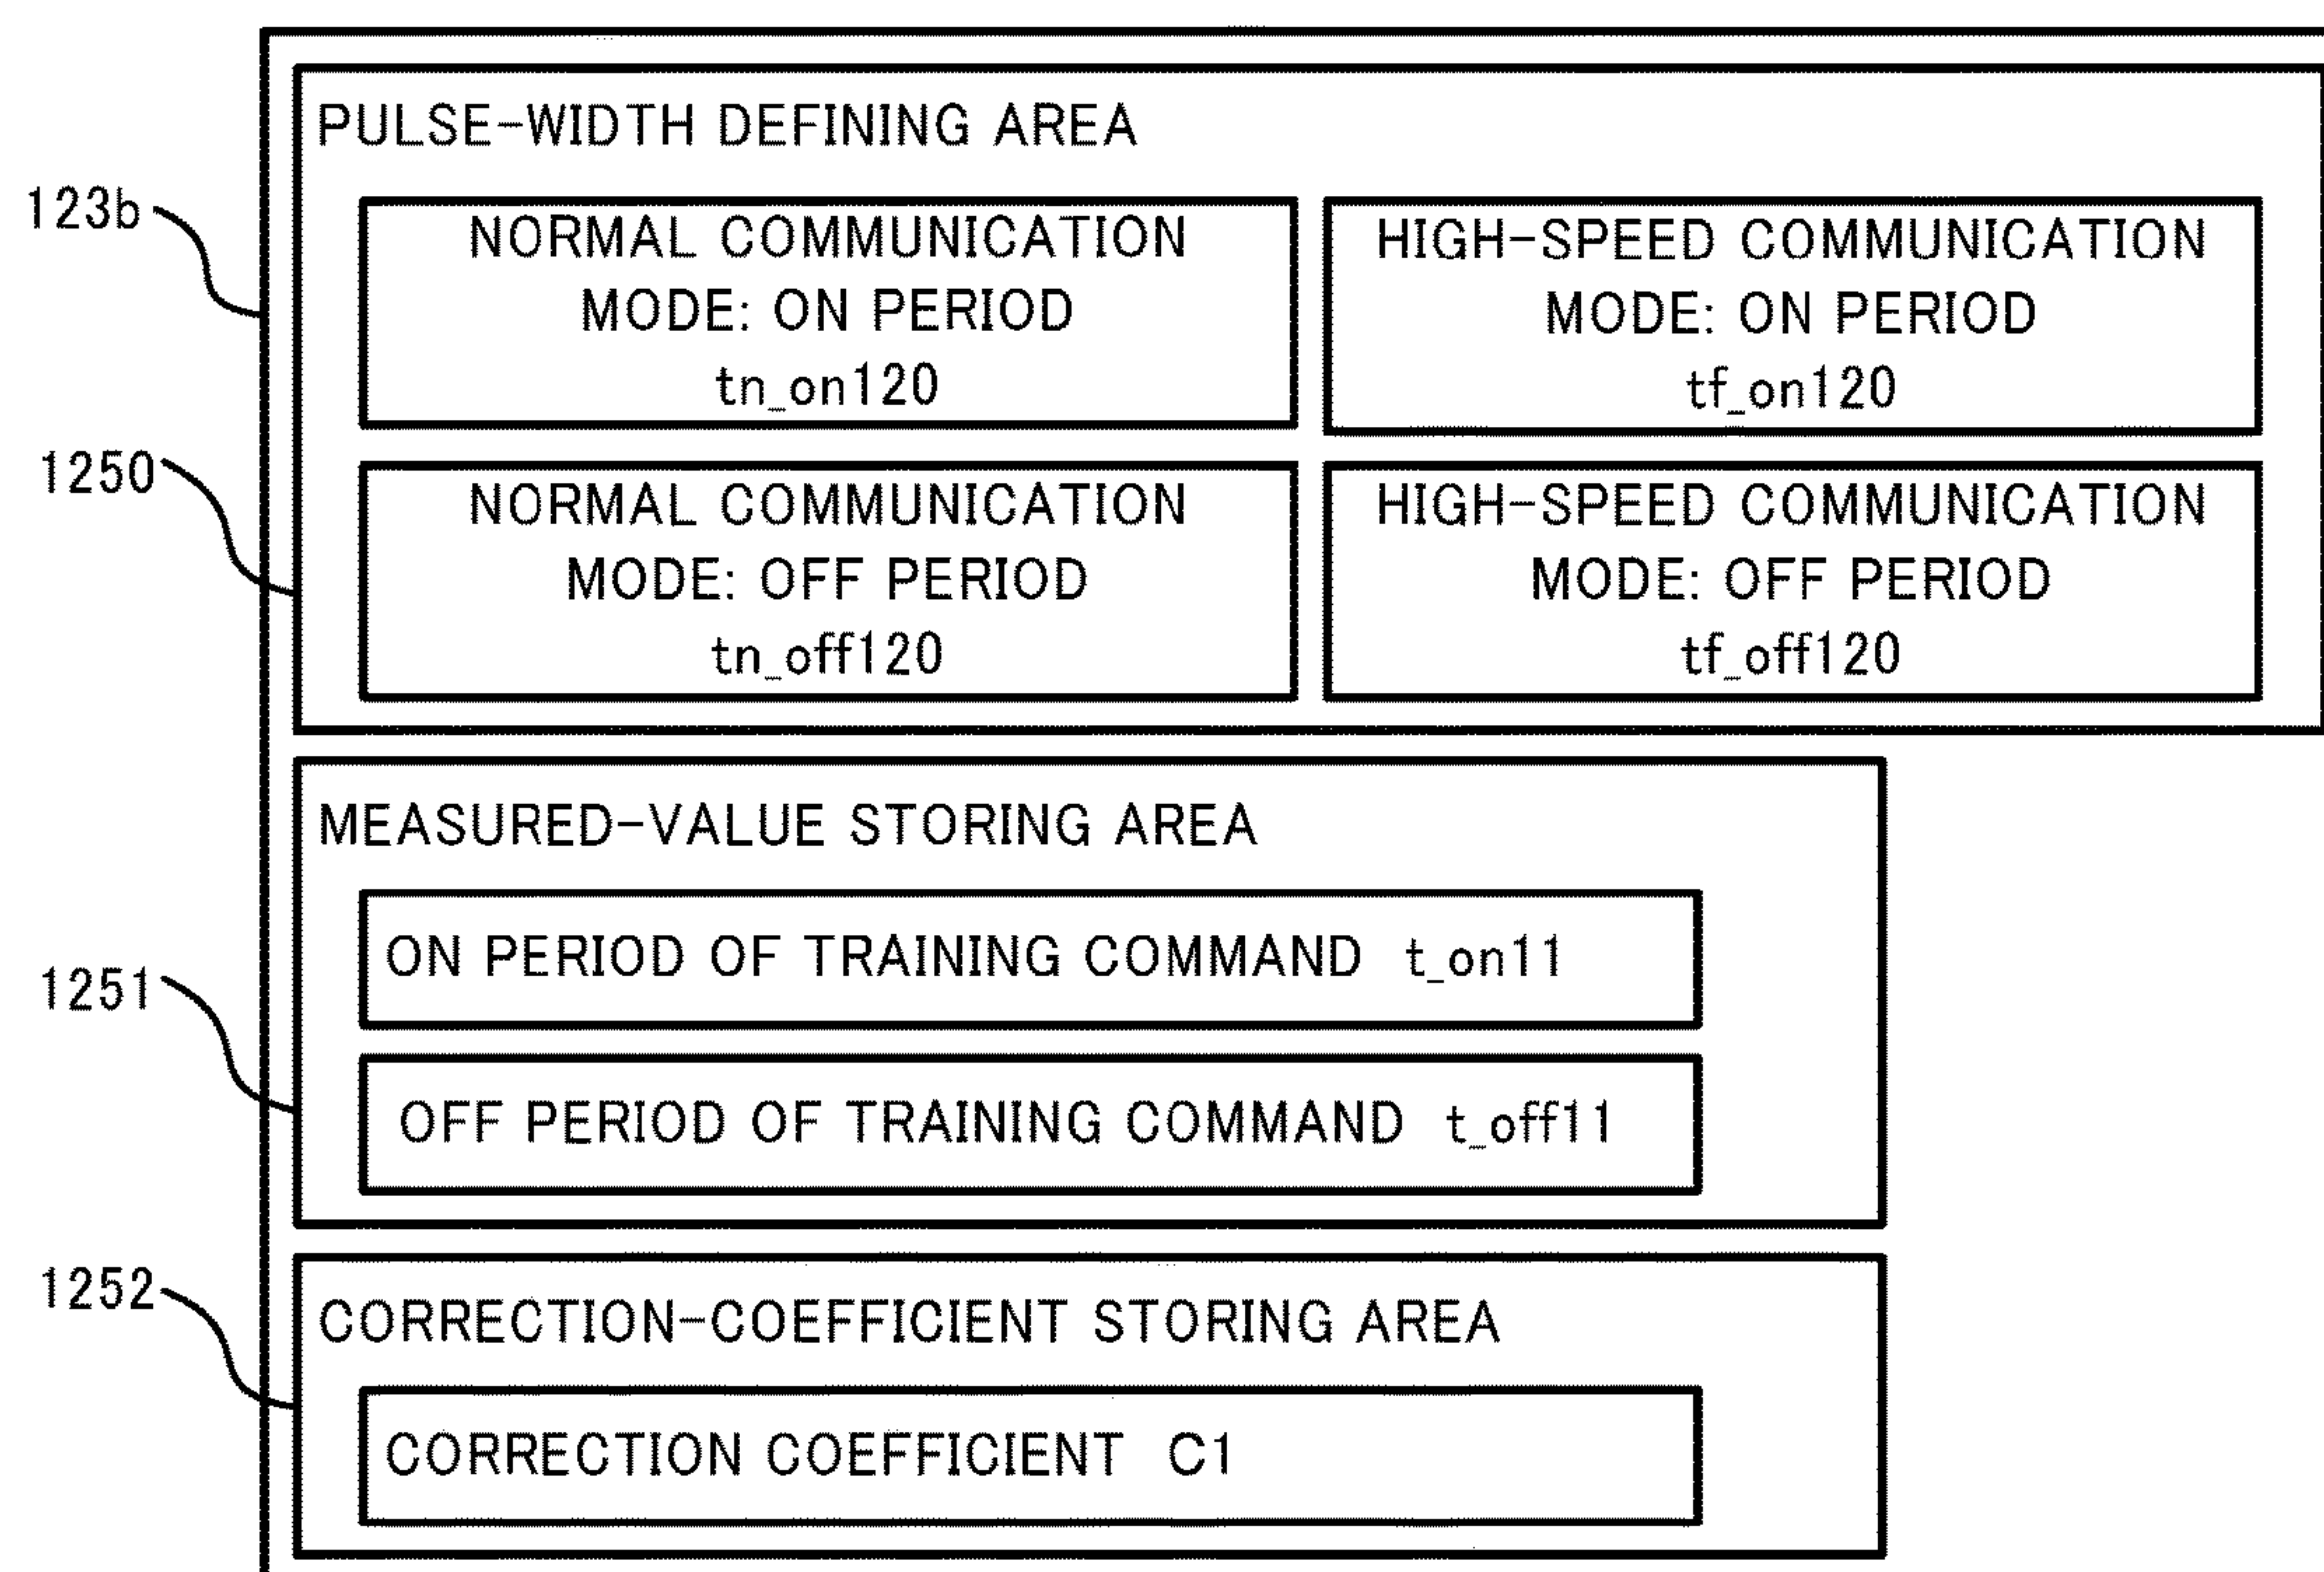 PULSE-WIDTH DEFINING AREA
123b
NORMAL COMMUNICATION
MODE: ON PERIOD
tn_on120
HIGH-SPEED COMMUNICATION
MODE: ON PERIOD
tf_on120
1250
NORMAL COMMUNICATION
MODE: OFF PERIOD
tn_off120
HIGH-SPEED COMMUNICATION
MODE: OFF PERIOD
tf_off120
MEASURED-VALUE STORING AREA
ON PERIOD OF TRAINING COMMAND t_on11
1251
OFF PERIOD OF TRAINING COMMAND t_off11
1252
CORRECTION-COEFFICIENT STORING AREA
CORRECTION COEFFICIENT C1